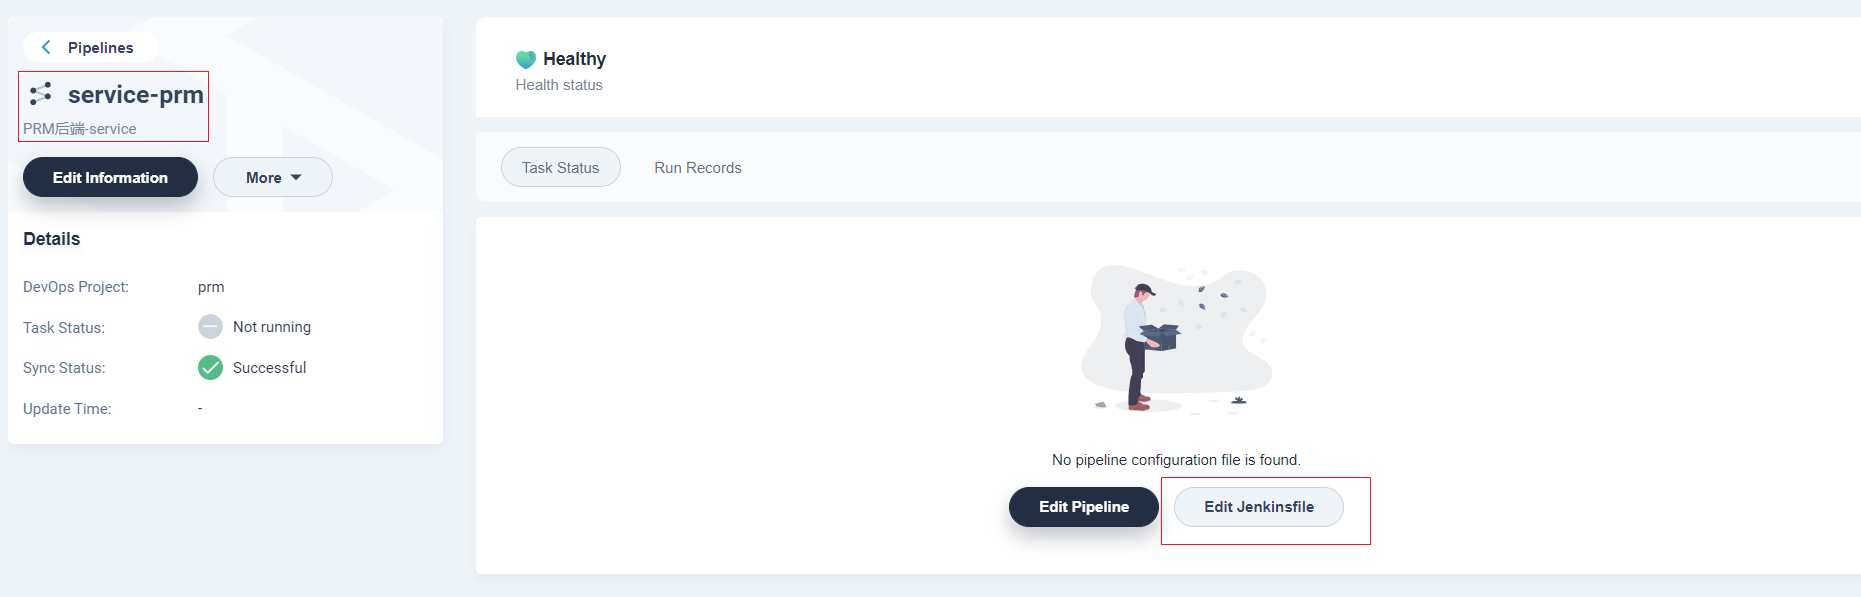 Pipelines
service-prm
PRM后端-service
Edit Information
More
Details
DevOps Project: prm
Task Status: Not running
Sync Status: Successful
Update Time: -
Healthy
Health status
Task Status Run Records
No pipeline configuration file is found.
Edit Pipeline Edit Jenkinsfile